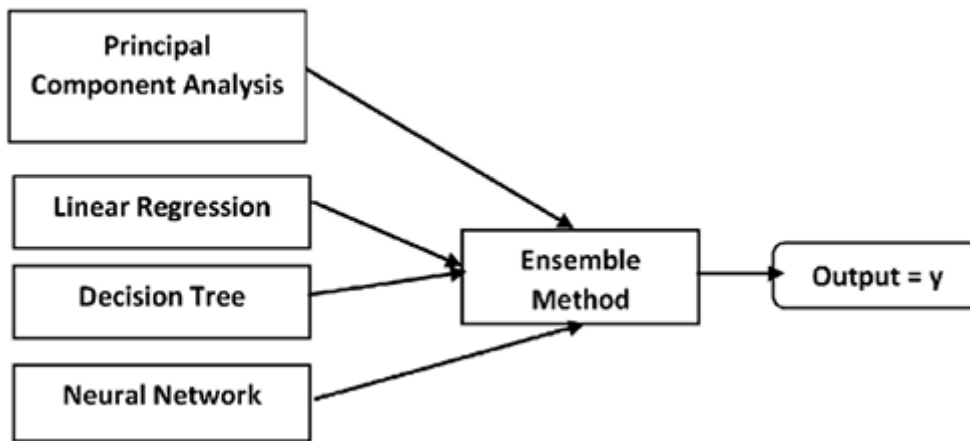 Principal
Component Analysis
Linear Regression
Decision Tree
Neural Network
Ensemble
Method
Output = y